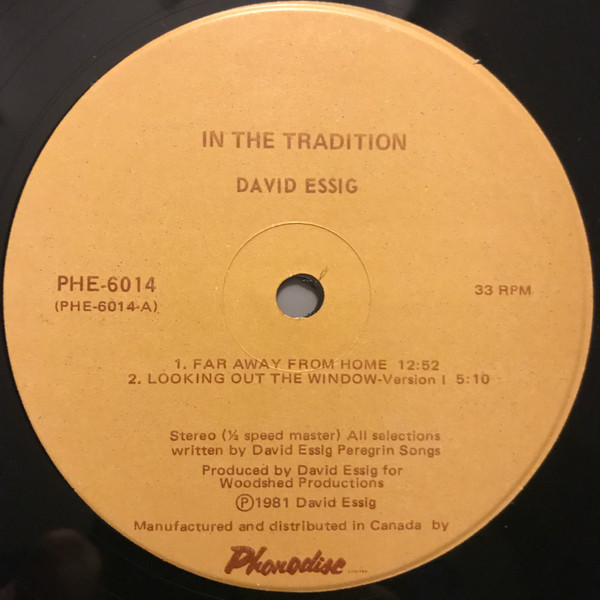 IN THE TRADITION
DAVID ESSIG
PHE-6014
(PHE-6014-A)
33 RPM
1. FAR AWAY FROM HOME 12:52
2. LOOKING OUT THE WINDOW-Version I 5:10
Stereo (½ speed master) All selections
written by David Essig Peregrin Songs
Produced by David Essig for
Woodshed Productions
Ⓟ1981 David Essig
Manufactured and distributed in Canada by
Phonodisc